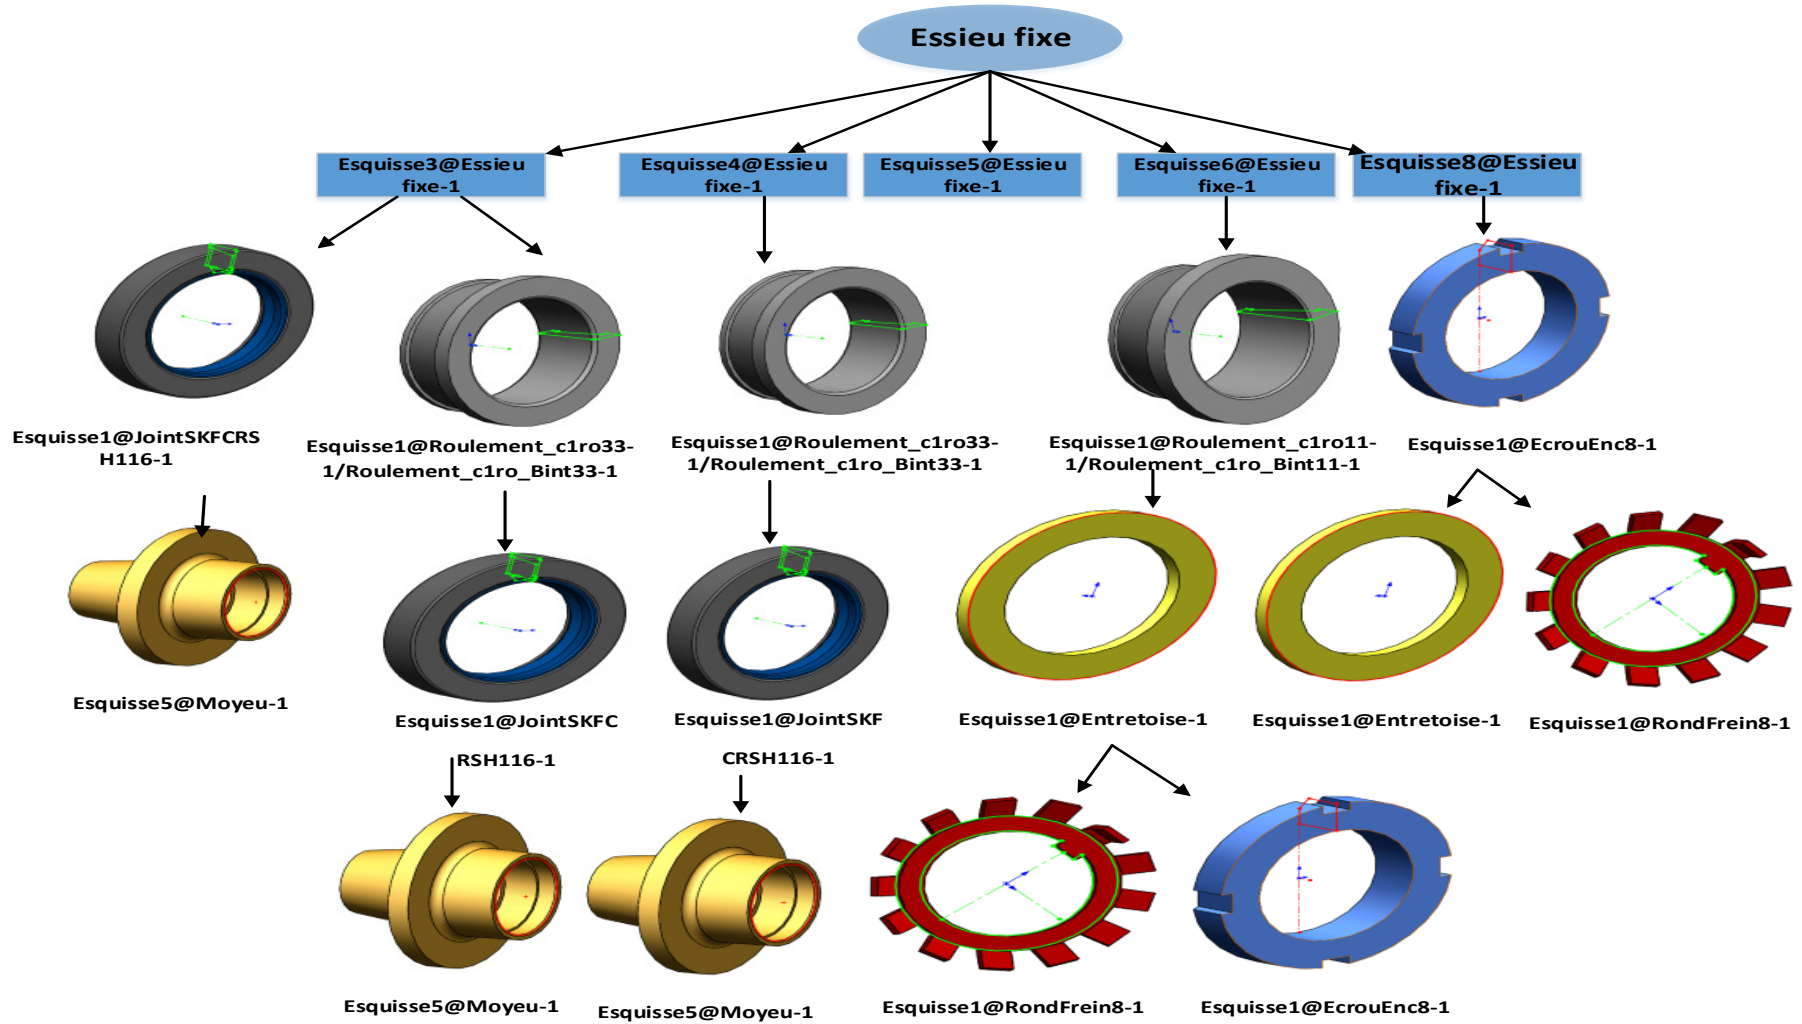 Essieu fixe
Esquisse3@Essieu
fixe-1
Esquisse4@Essieu
fixe-1
Esquisse5@Essieu
fixe-1
Esquisse6@Essieu
fixe-1
Esquisse8@Essieu
fixe-1
Esquisse1@JointSKFCRS
H116-1
Esquisse1@Roulement_c1ro33-
1/Roulement_c1ro_Bint33-1
Esquisse1@Roulement_c1ro33-
1/Roulement_c1ro_Bint33-1
Esquisse1@Roulement_c1ro11-
1/Roulement_c1ro_Bint11-1
Esquisse1@EcrouEnc8-1
Esquisse5@Moyeu-1
Esquisse1@JointSKFC
RSH116-1
Esquisse1@JointSKF
CRSH116-1
Esquisse1@Entretoise-1
Esquisse1@Entretoise-1
Esquisse1@RondFrein8-1
Esquisse5@Moyeu-1
Esquisse5@Moyeu-1
Esquisse1@RondFrein8-1
Esquisse1@EcrouEnc8-1